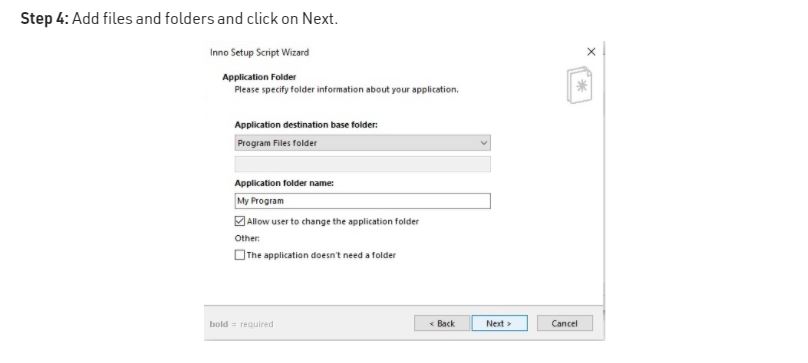 Step 4: Add files and folders and click on Next.
Inno Setup Script Wizard
Application Folder
Please specify folder information about your application.
Application destination base folder:
Program Files folder
Application folder name:
My Program
Allow user to change the application folder
Other:
The application doesn't need a folder
bold = required
< Back Next > Cancel